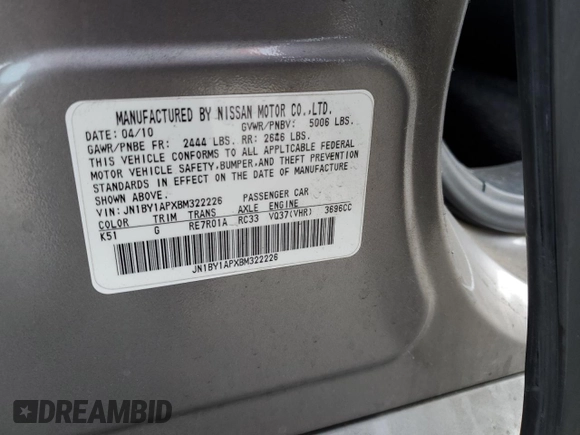 MANUFACTURED BY NISSAN MOTOR CO.,LTD.
DATE: 04/10 GVWR/PNBV: 5006 LBS.
GAWR/PNBE FR: 2444 LBS. RR: 2646 LBS.
THIS VEHICLE CONFORMS TO ALL APPLICABLE FEDERAL
MOTOR VEHICLE SAFETY, BUMPER, AND THEFT PREVENTION
STANDARDS IN EFFECT ON THE DATE OF MANUFACTURE
SHOWN ABOVE.
VIN: JN1BY1APXBM322226 PASSENGER CAR
COLOR TRIM TRANS AXLE ENGINE
K51 G RE7R01A RC33 VQ37(VHR) 3696CC
JN1BY1APXBM322226
DREAMBID